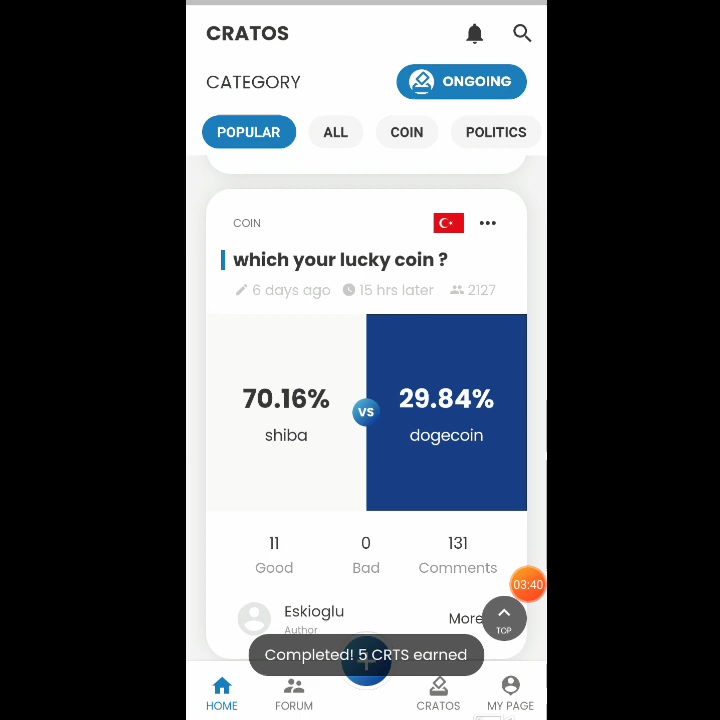 CRATOS
CATEGORY
ONGOING
POPULAR ALL COIN POLITICS
COIN
which your lucky coin ?
6 days ago 15 hrs later 2127
70.16% VS 29.84%
shiba dogecoin
11 0 131
Good Bad Comments
03:40
Eskioglu
More
Author
TOP
Completed! 5 CRTS earned
HOME FORUM CRATOS MY PAGE